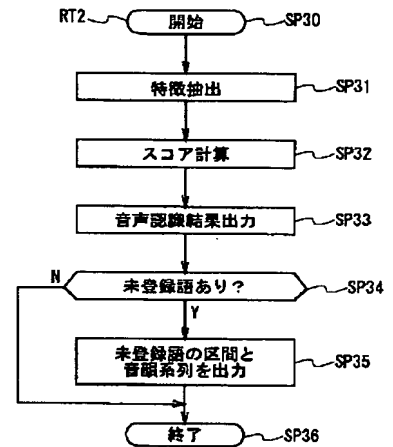 RT2 開始 SP30
特徴抽出 SP31
スコア計算 SP32
音声認識結果出力 SP33
N 未登録語あり? SP34
Y
未登録語の区間と
音韻系列を出力 SP35
終了 SP36